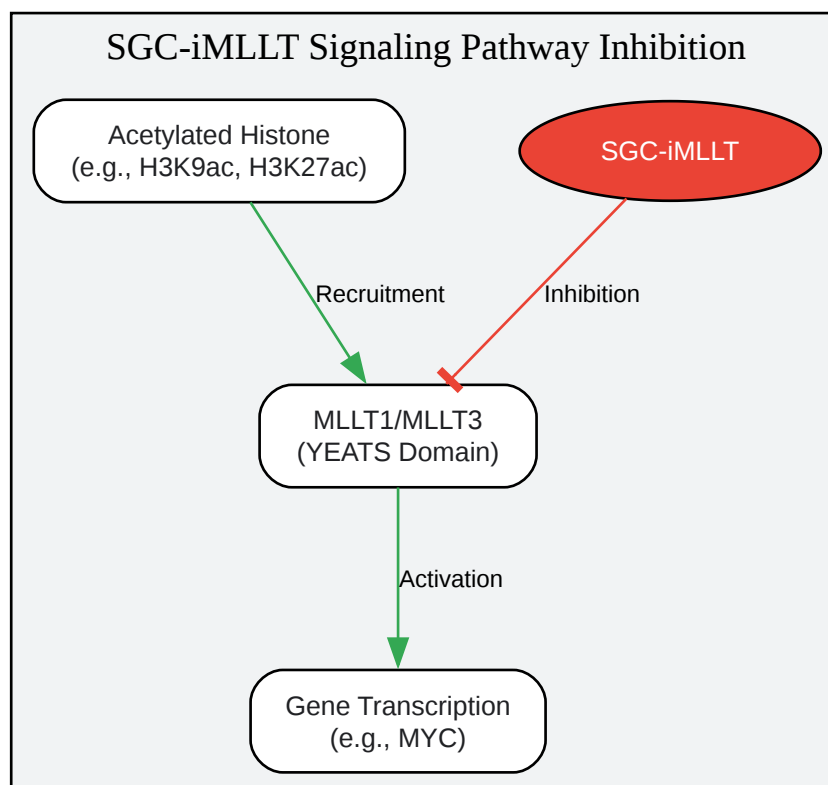 SGC-iMLLT Signaling Pathway Inhibition
Acetylated Histone
(e.g., H3K9ac, H3K27ac)
SGC-iMLLT
Recruitment
Inhibition
MLLT1/MLLT3
(YEATS Domain)
Activation
Gene Transcription
(e.g., MYC)